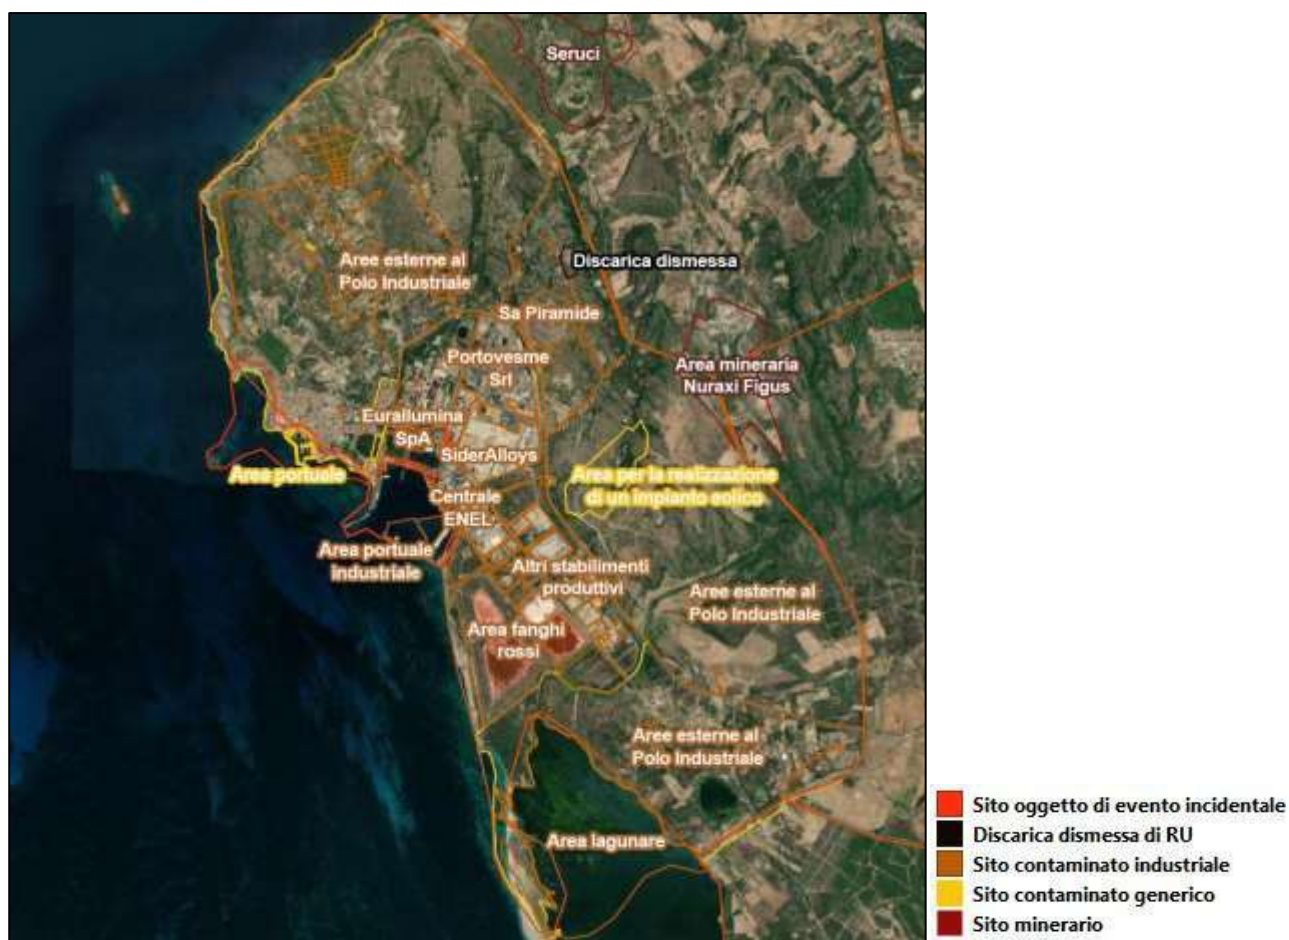 Seruci
Aree esterne al
Polo Industriale
Discarica dismessa
Sa Piramide
Portovesme
Srl
Area mineraria
Nuraxi Figus
Eurallumina
SpA
SiderAlloys
Area portuale
Area per la realizzazione
di un impianto eolico
Centrale
ENEL
Area portuale
industriale
Altri stabilimenti
produttivi
Aree esterne al
Polo Industriale
Area fanghi
rossi
Aree esterne al
Polo Industriale
Area lagunare
Sito oggetto di evento incidentale
Discarica dismessa di RU
Sito contaminato industriale
Sito contaminato generico
Sito minerario